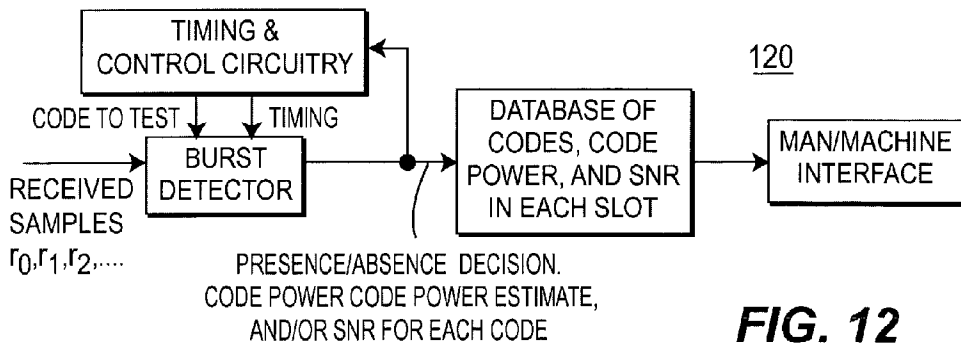 TIMING &
CONTROL CIRCUITRY
120
CODE TO TEST
TIMING
BURST
DETECTOR
RECEIVED
SAMPLES
r0,r1,r2,....
DATABASE OF
CODES, CODE
POWER, AND SNR
IN EACH SLOT
MAN/MACHINE
INTERFACE
PRESENCE/ABSENCE DECISION.
CODE POWER CODE POWER ESTIMATE,
AND/OR SNR FOR EACH CODE
FIG. 12